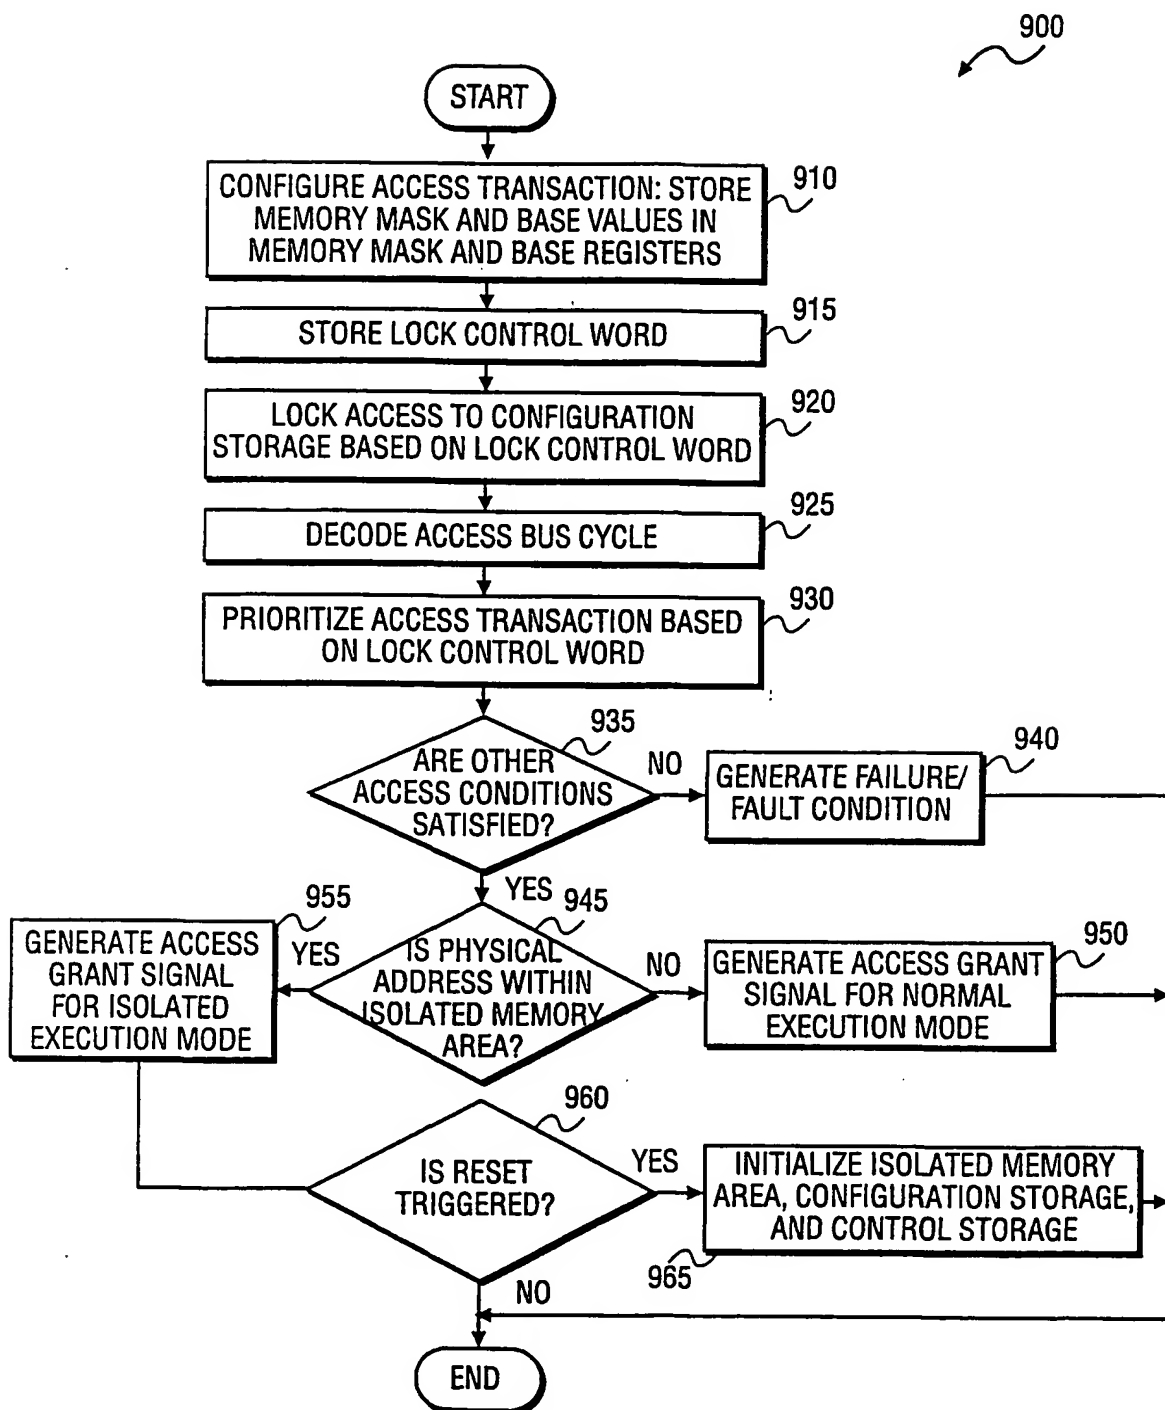 900
START
CONFIGURE ACCESS TRANSACTION: STORE
MEMORY MASK AND BASE VALUES IN
MEMORY MASK AND BASE REGISTERS
910
STORE LOCK CONTROL WORD
915
LOCK ACCESS TO CONFIGURATION
STORAGE BASED ON LOCK CONTROL WORD
920
DECODE ACCESS BUS CYCLE
925
PRIORITIZE ACCESS TRANSACTION BASED
ON LOCK CONTROL WORD
930
ARE OTHER
ACCESS CONDITIONS
SATISFIED?
935
NO
GENERATE FAILURE/
FAULT CONDITION
940
YES
IS PHYSICAL
ADDRESS WITHIN
ISOLATED MEMORY
AREA?
945
YES
GENERATE ACCESS
GRANT SIGNAL
FOR ISOLATED
EXECUTION MODE
955
NO
GENERATE ACCESS GRANT
SIGNAL FOR NORMAL
EXECUTION MODE
950
IS RESET
TRIGGERED?
960
YES
INITIALIZE ISOLATED MEMORY
AREA, CONFIGURATION STORAGE,
AND CONTROL STORAGE
965
NO
END